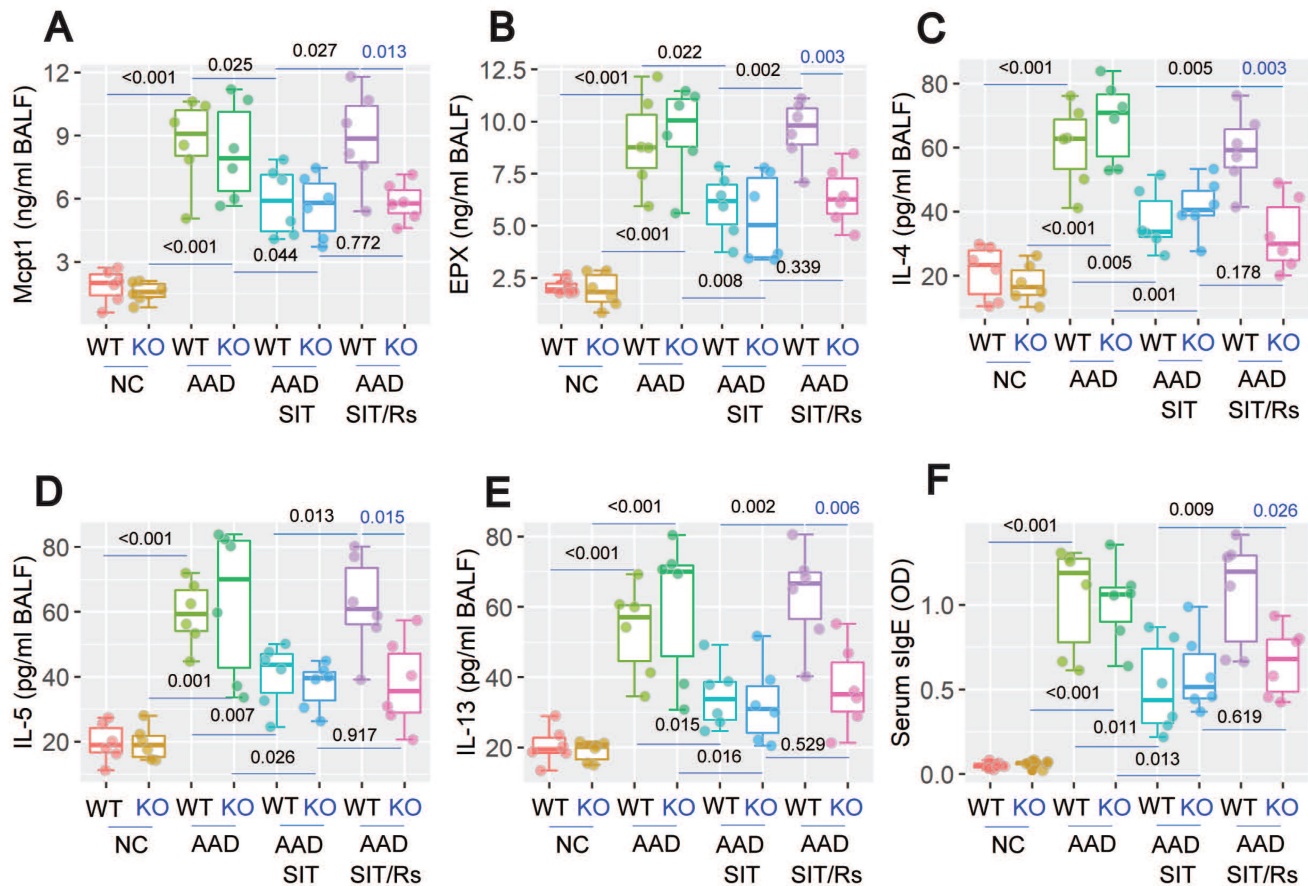 A
B
C
0.027 0.013
<0.001 0.025
12
9
6
3
Mcpt1 (ng/ml BALF)
<0.001
0.044
0.772
WT KO WT KO WT KO WT KO
NC AAD AAD AAD
SIT SIT/Rs
0.022 0.003
<0.001 0.002
12.5
10.0
7.5
5.0
2.5
EPX (ng/ml BALF)
<0.001
0.008
0.339
WT KO WT KO WT KO WT KO
NC AAD AAD AAD
SIT SIT/Rs
<0.001 0.005 0.003
80
60
40
20
IL-4 (pg/ml BALF)
<0.001
0.005
0.001
0.178
WT KO WT KO WT KO WT KO
NC AAD AAD AAD
SIT SIT/Rs
D
E
F
0.013 0.015
<0.001
80
60
40
20
IL-5 (pg/ml BALF)
0.001
0.007
0.026
0.917
WT KO WT KO WT KO WT KO
NC AAD AAD AAD
SIT SIT/Rs
<0.001 0.002 0.006
<0.001
80
60
40
20
IL-13 (pg/ml BALF)
0.015
0.016
0.529
WT KO WT KO WT KO WT KO
NC AAD AAD AAD
SIT SIT/Rs
<0.001 0.009 0.026
1.0
0.5
0.0
Serum sIgE (OD)
<0.001
0.011
0.013
0.619
WT KO WT KO WT KO WT KO
NC AAD AAD AAD
SIT SIT/Rs